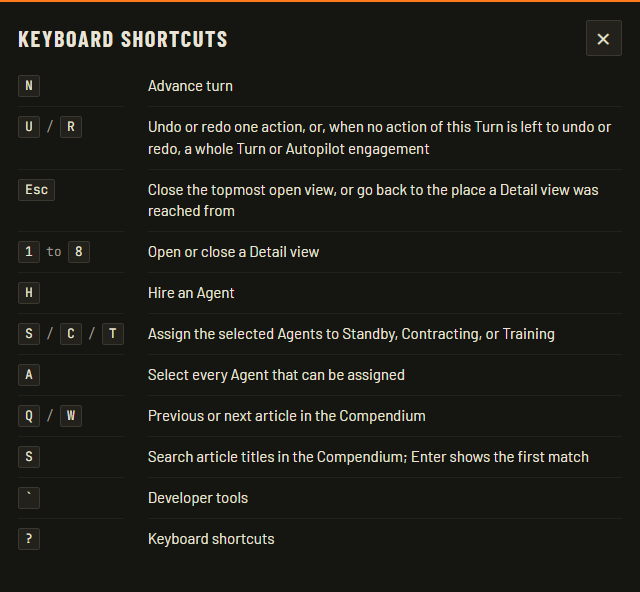 KEYBOARD SHORTCUTS ✕
N Advance turn
U / R Undo or redo one action, or, when no action of this Turn is left to undo or
redo, a whole Turn or Autopilot engagement
Esc Close the topmost open view, or go back to the place a Detail view was
reached from
1 to 8 Open or close a Detail view
H Hire an Agent
S / C / T Assign the selected Agents to Standby, Contracting, or Training
A Select every Agent that can be assigned
Q / W Previous or next article in the Compendium
S Search article titles in the Compendium; Enter shows the first match
` Developer tools
? Keyboard shortcuts